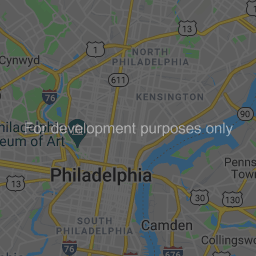 13
1
Cynwyd
NORTH
PHILADELPHIA
611
76
KENSINGTON
90
Philadelphia
Museum of Art
For development purposes only
Penns
Town
13
Philadelphia
30
130
SOUTH
PHILADELPHIA
Camden
Collingswo
76
676